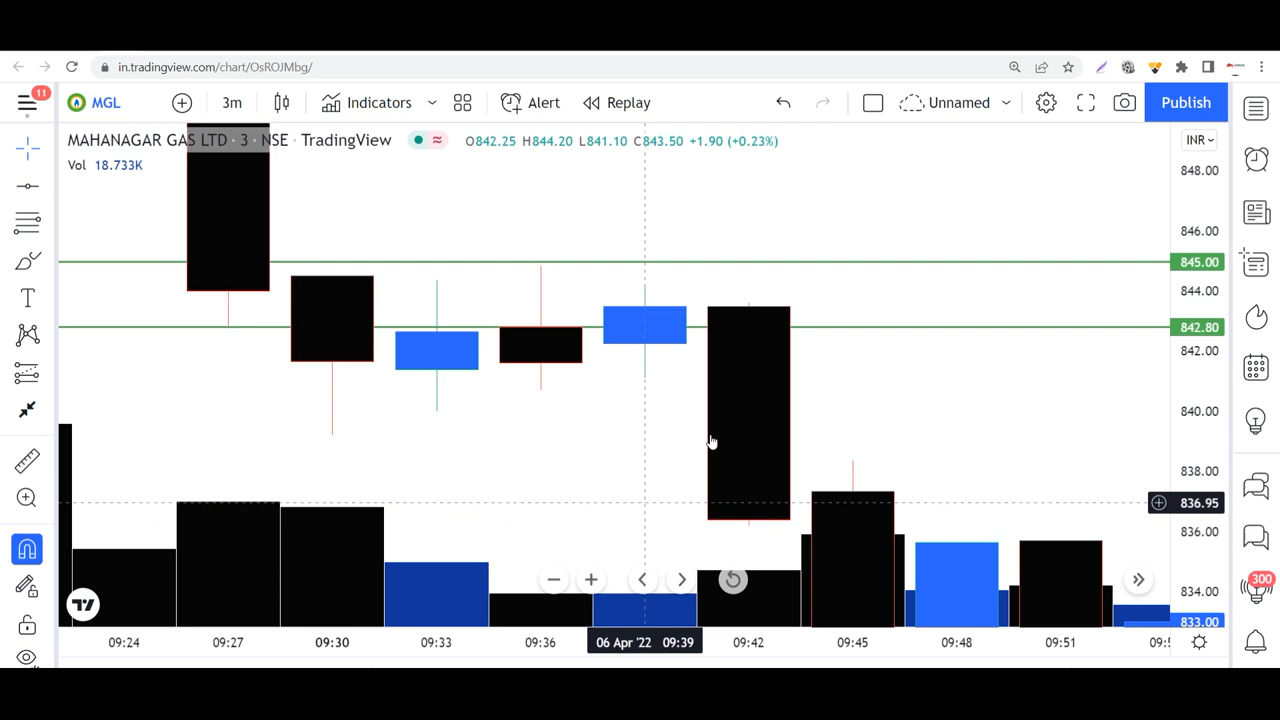 in.tradingview.com/chart/OsROJMbg/
11
MGL
3m
Indicators
Alert
Replay
Unnamed
Publish
MAHANAGAR GAS LTD · 3 · NSE · TradingView
O842.25 H844.20 L841.10 C843.50 +1.90 (+0.23%)
INR
Vol 18.733K
848.00
846.00
845.00
844.00
842.80
842.00
840.00
838.00
836.95
836.00
834.00
833.00
300
09:24
09:27
09:30
09:33
09:36
06 Apr '22 09:39
09:42
09:45
09:48
09:51